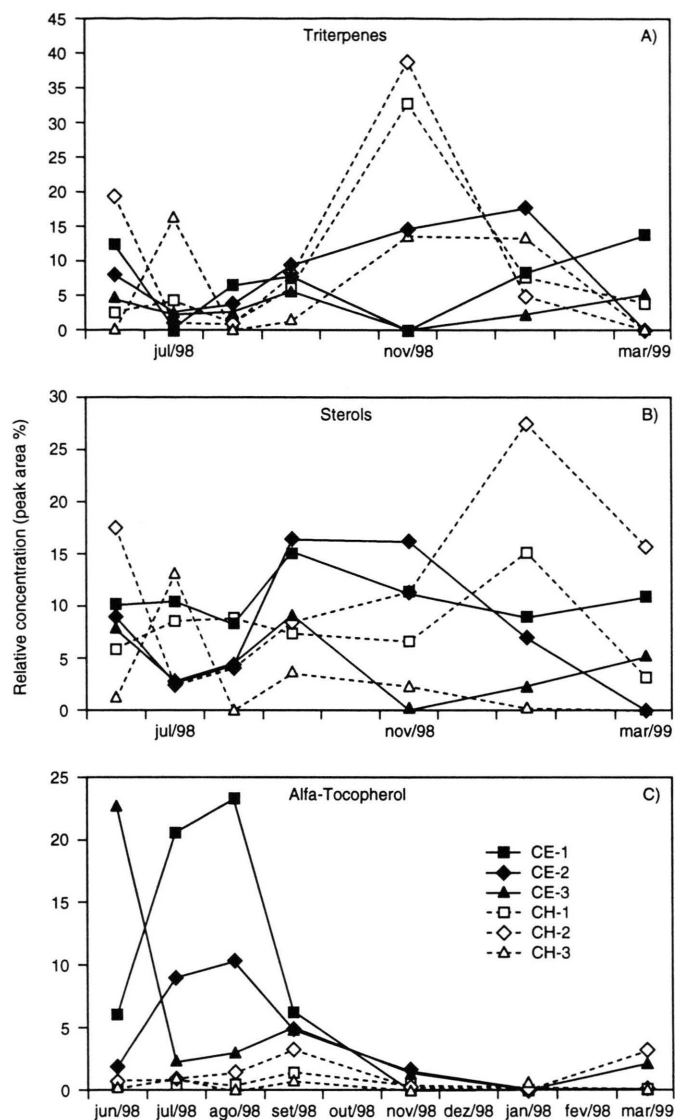 Triterpenes A)
45
40
35
30
25
20
15
10
5
0
jul/98 nov/98 mar/99
Relative concentration (peak area %)
Sterols B)
30
25
20
15
10
5
0
jul/98 nov/98 mar/99
Alfa-Tocopherol C)
25
20
15
10
5
0
CE-1
CE-2
CE-3
CH-1
CH-2
CH-3
jun/98 jul/98 ago/98 set/98 out/98 nov/98 dez/98 jan/98 fev/98 mar/99